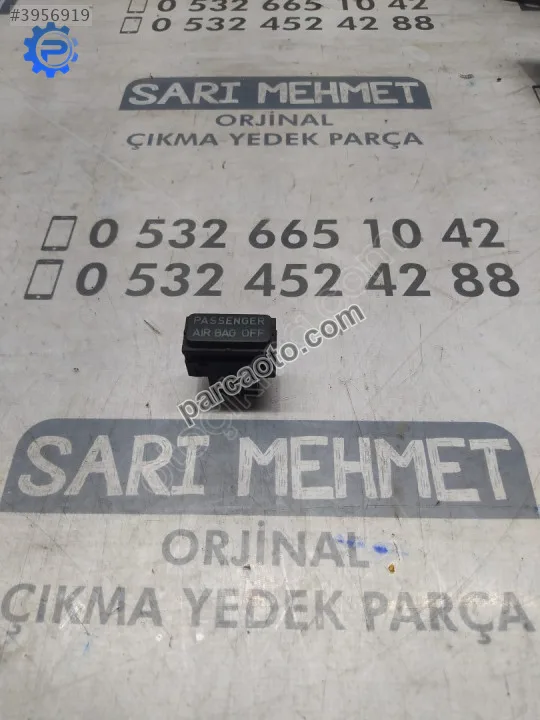 #3956919
0 532 665 10 42
0 532 452 42 88
SARI MEHMET
ORJİNAL
ÇIKMA YEDEK PARÇA
0 532 665 10 42
0 532 452 42 88
PASSENGER
AIR BAG OFF
parcaoto.com
SARI MEHMET
ORJİNAL
ÇIKMA YEDEK PARÇA